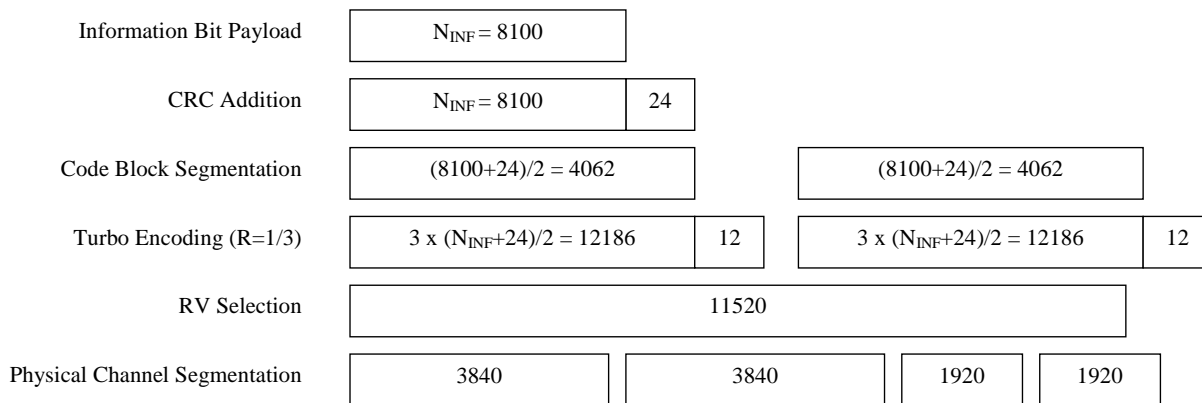 Information Bit Payload N_INF = 8100
CRC Addition N_INF = 8100 24
Code Block Segmentation (8100+24)/2 = 4062 (8100+24)/2 = 4062
Turbo Encoding (R=1/3) 3 x (N_INF+24)/2 = 12186 12 3 x (N_INF+24)/2 = 12186 12
RV Selection 11520
Physical Channel Segmentation 3840 3840 1920 1920